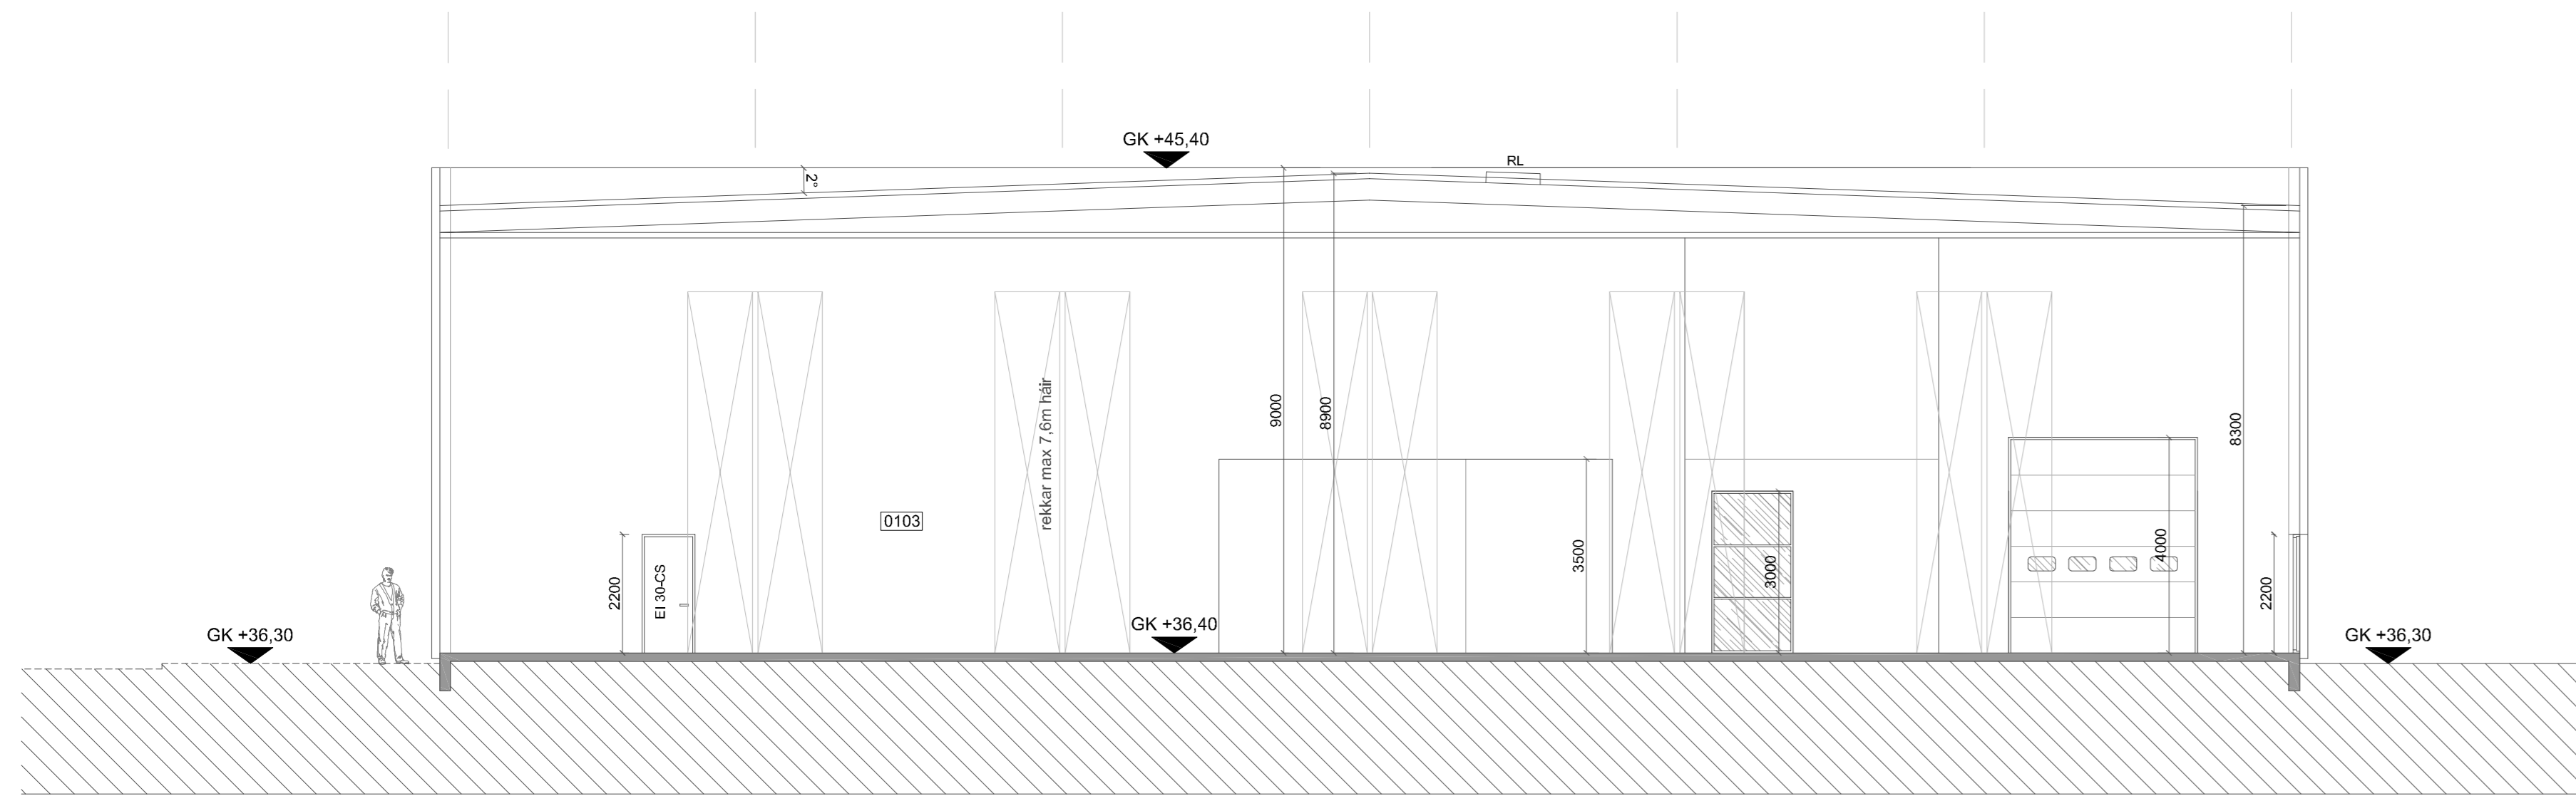 GK +45,40
RL
2°
9000
8900
8300
rekkar max 7,6m háir
0103
2200
EI 30-CS
3500
3000
4000
2200
GK +36,30
GK +36,40
GK +36,30